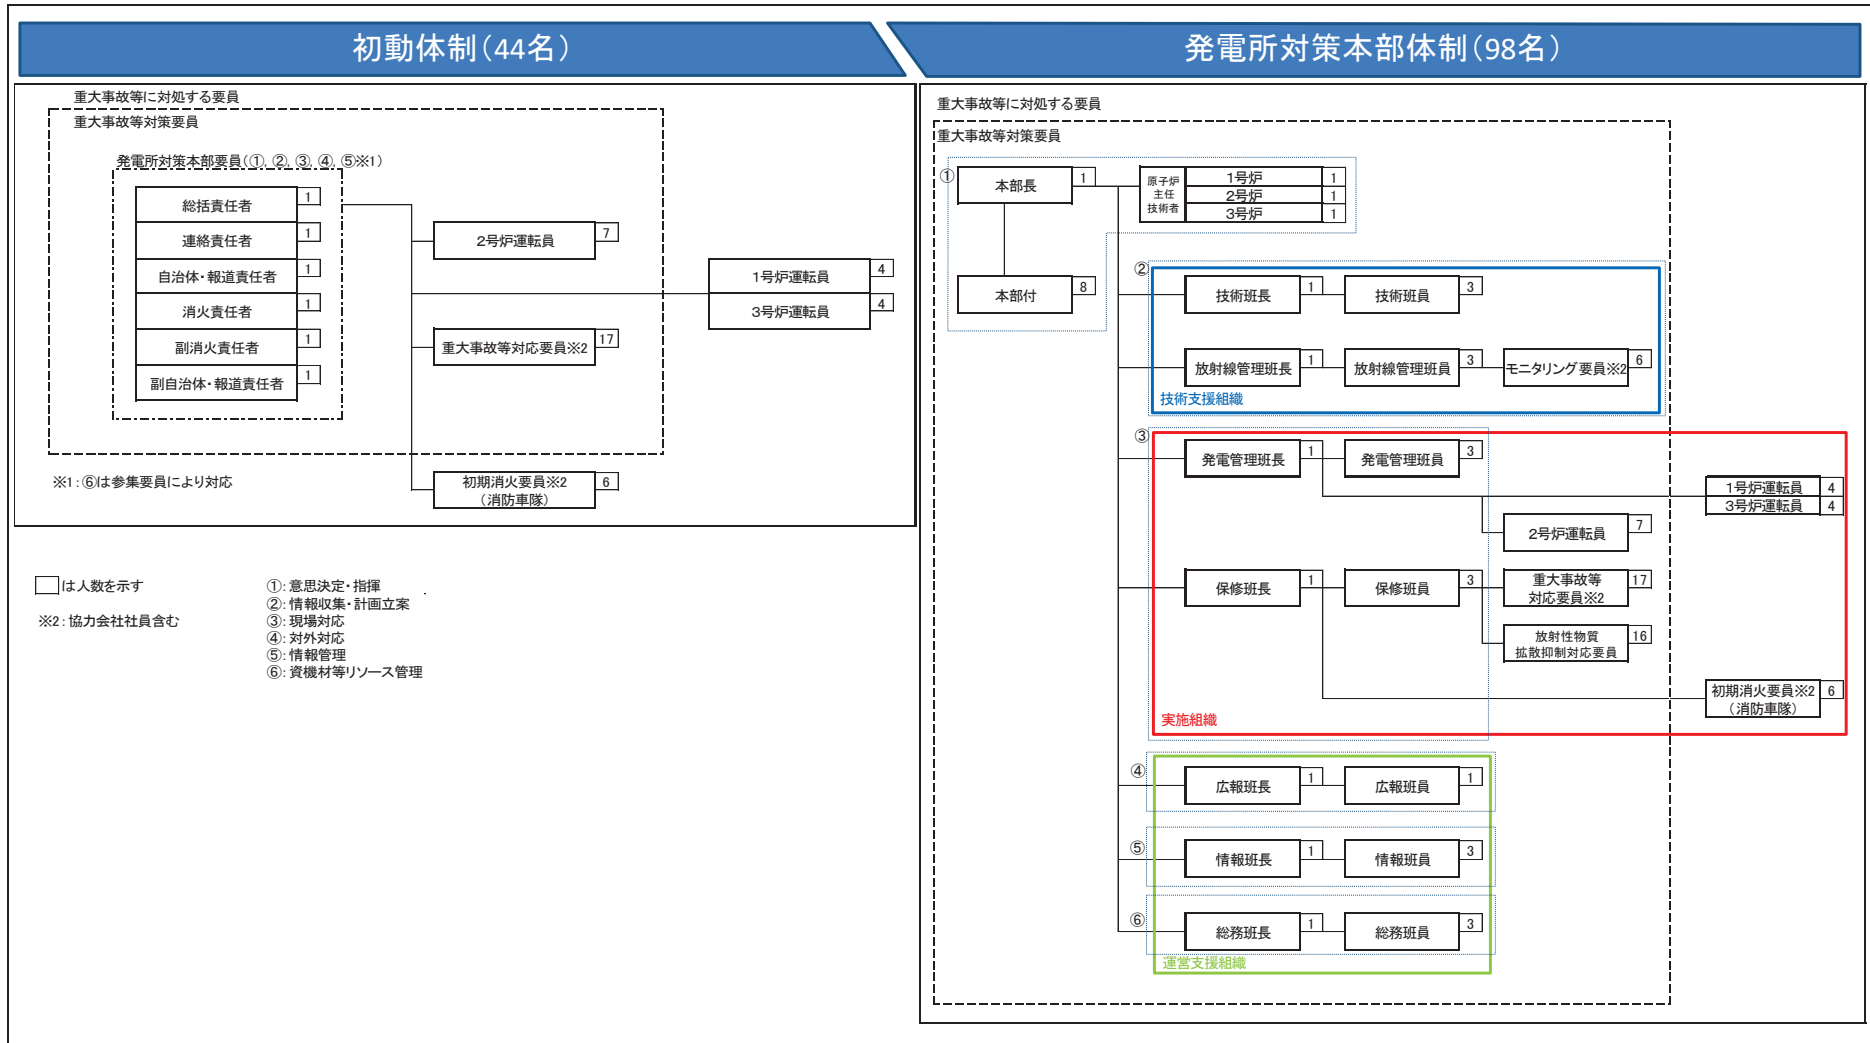 初動体制(44名)
重大事故等に対処する要員
重大事故等対策要員
発電所対策本部要員(①, ②, ③, ④, ⑤※1)
総括責任者 1
連絡責任者 1
自治体・報道責任者 1
消火責任者 1
副消火責任者 1
副自治体・報道責任者 1
2号炉運転員 7
重大事故等対応要員※2 17
1号炉運転員 4
3号炉運転員 4
初期消火要員※2 6
(消防車隊)
※1:⑥は参集要員により対応
は人数を示す
※2:協力会社社員含む
①:意思決定・指揮
②:情報収集・計画立案
③:現場対応
④:対外対応
⑤:情報管理
⑥:資機材等リソース管理
発電所対策本部体制(98名)
重大事故等に対処する要員
重大事故等対策要員
①
本部長 1
原子炉
主任
技術者
1号炉 1
2号炉 1
3号炉 1
本部付 8
②
技術班長 1
技術班員 3
放射線管理班長 1
放射線管理班員 3
モニタリング要員※2 6
技術支援組織
③
発電管理班長 1
発電管理班員 3
1号炉運転員 4
3号炉運転員 4
2号炉運転員 7
保修班長 1
保修班員 3
重大事故等 17
対応要員※2
放射性物質 16
拡散抑制対応要員
初期消火要員※2 6
(消防車隊)
実施組織
④
広報班長 1
広報班員 1
⑤
情報班長 1
情報班員 3
⑥
総務班長 1
総務班員 3
運営支援組織